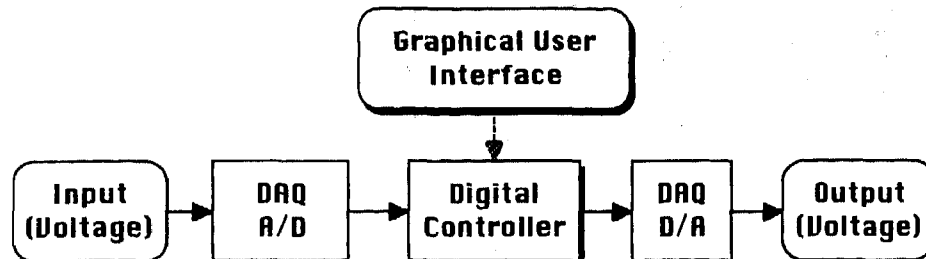 Graphical User
Interface
Input
(Voltage)
DAQ
A/D
Digital
Controller
DAQ
D/A
Output
(Voltage)